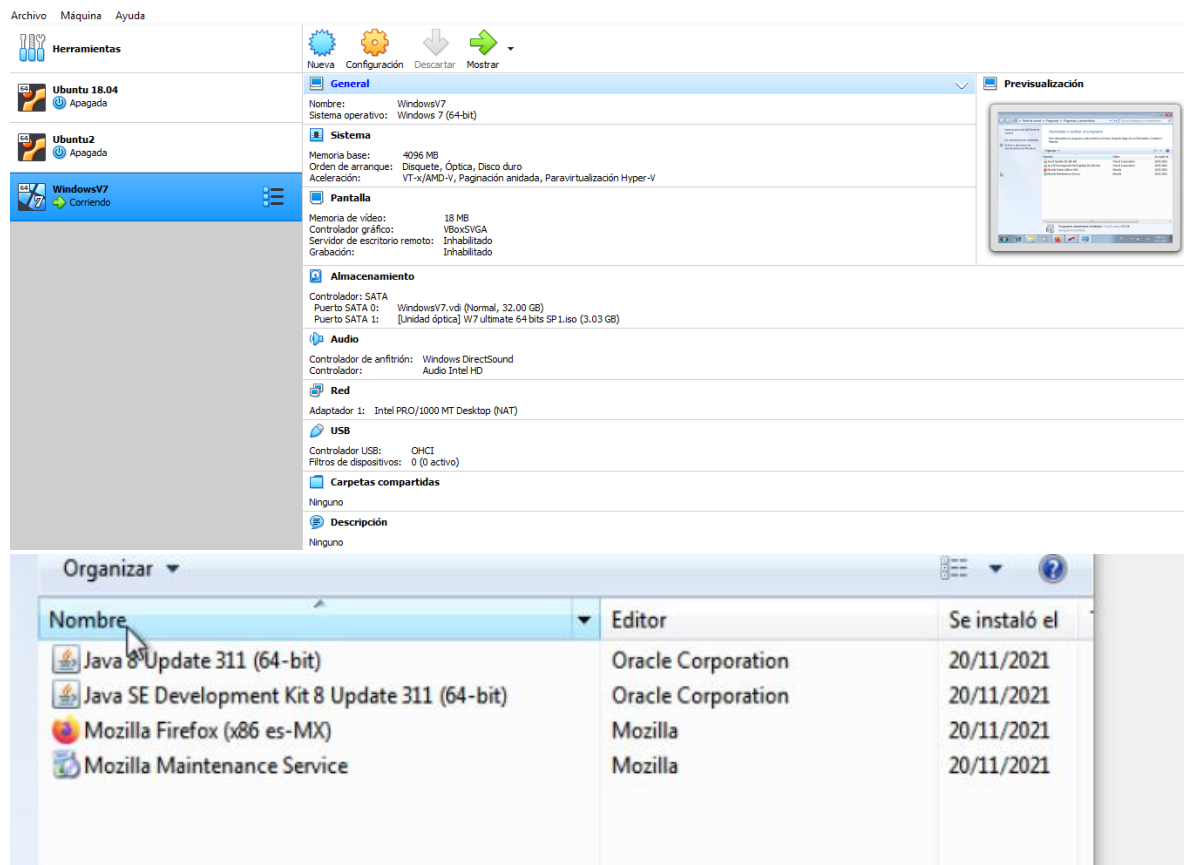 Archivo Máquina Ayuda
Herramientas
Nueva Configuración Descartar Mostrar
64 Ubuntu 18.04
Apagada
64 Ubuntu2
Apagada
64 WindowsV7
Corriendo
General
Nombre: WindowsV7
Sistema operativo: Windows 7 (64-bit)
Sistema
Memoria base: 4096 MB
Orden de arranque: Disquete, Óptica, Disco duro
Aceleración: VT-x/AMD-V, Paginación anidada, Paravirtualización Hyper-V
Pantalla
Memoria de vídeo: 18 MB
Controlador gráfico: VBoxSVGA
Servidor de escritorio remoto: Inhabilitado
Grabación: Inhabilitado
Almacenamiento
Controlador: SATA
Puerto SATA 0: WindowsV7.vdi (Normal, 32.00 GB)
Puerto SATA 1: [Unidad óptica] W7 ultimate 64 bits SP1.iso (3.03 GB)
Audio
Controlador de anfitrión: Windows DirectSound
Controlador: Audio Intel HD
Red
Adaptador 1: Intel PRO/1000 MT Desktop (NAT)
USB
Controlador USB: OHCI
Filtros de dispositivos: 0 (0 activo)
Carpetas compartidas
Ninguno
Descripción
Ninguno
Previsualización
Organizar
Nombre Editor Se instaló el
Java 8 Update 311 (64-bit) Oracle Corporation 20/11/2021
Java SE Development Kit 8 Update 311 (64-bit) Oracle Corporation 20/11/2021
Mozilla Firefox (x86 es-MX) Mozilla 20/11/2021
Mozilla Maintenance Service Mozilla 20/11/2021